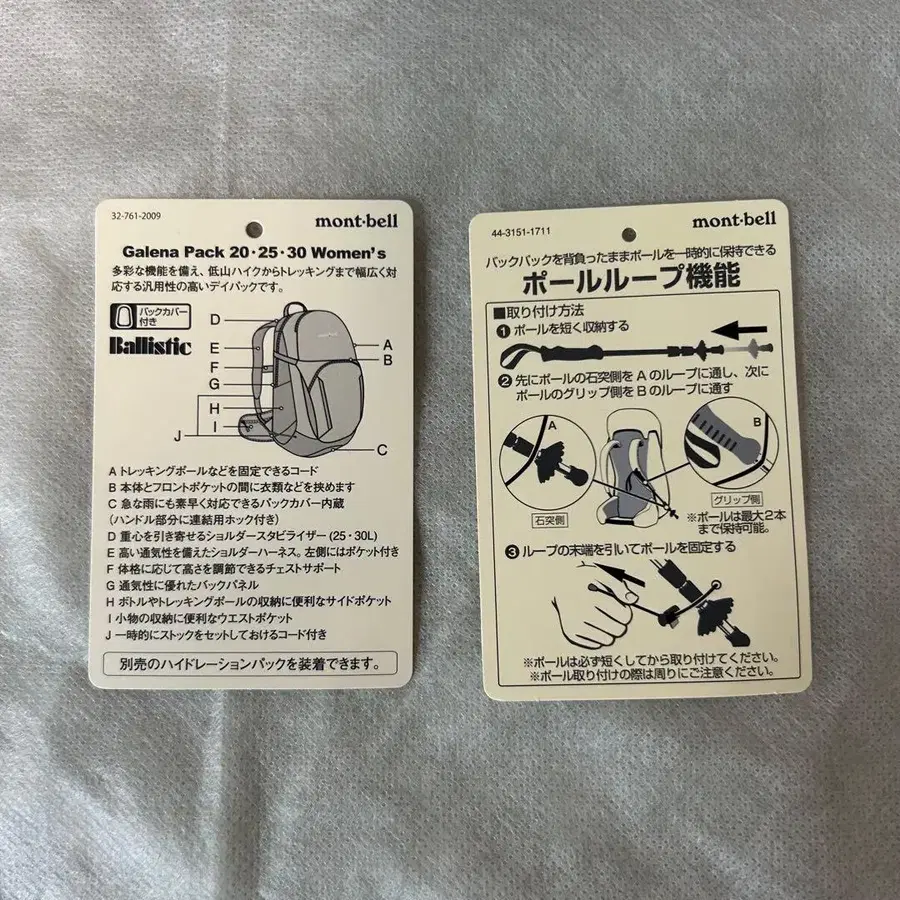 32-761-2009
mont-bell
Galena Pack 20・25・30 Women's
多彩な機能を備え、低山ハイクからトレッキングまで幅広く対
応する汎用性の高いデイパックです。
バックカバー
付き
Ballistic
D
E
F
G
H
I
J
A
B
C
A トレッキングポールなどを固定できるコード
B 本体とフロントポケットの間に衣類などを挟めます
C 急な雨にも素早く対応できるバックカバー内蔵
(ハンドル部分に連結用ホック付き)
D 重心を引き寄せるショルダースタビライザー (25・30L)
E 高い通気性を備えたショルダーハーネス。左側にはポケット付き
F 体格に応じて高さを調節できるチェストサポート
G 通気性に優れたバックパネル
H ボトルやトレッキングポールの収納に便利なサイドポケット
I 小物の収納に便利なウエストポケット
J 一時的にストックをセットしておけるコード付き
別売のハイドレーションパックを装着できます。
44-3151-1711
mont-bell
バックパックを背負ったままポールを一時的に保持できる
ポールループ機能
■取り付け方法
❶ ポールを短く収納する
❷ 先にポールの石突側を A のループに通し、次に
ポールのグリップ側を B のループに通す
A
B
石突側
グリップ側
※ポールは最大2本
まで保持可能。
❸ ループの末端を引いてポールを固定する
※ポールは必ず短くしてから取り付けてください。
※ポール取り付けの際は周りにご注意ください。